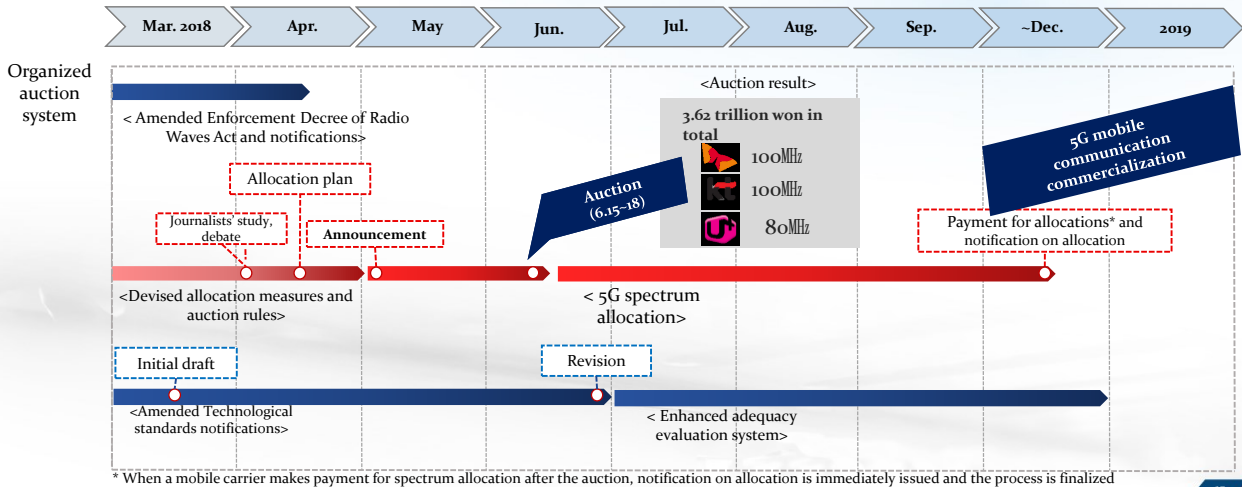 Mar. 2018
Apr.
May
Jun.
Jul.
Aug.
Sep.
~Dec.
2019
Organized
auction
system
< Amended Enforcement Decree of Radio
Waves Act and notifications>
<Auction result>
3.62 trillion won in
total
100MHz
kt
100MHz
U+
80MHz
5G mobile
communication
commercialization
Auction
(6.15~18)
Allocation plan
Journalists' study,
debate
Announcement
Payment for allocations* and
notification on allocation
<Devised allocation measures and
auction rules>
< 5G spectrum
allocation>
Initial draft
Revision
<Amended Technological
standards notifications>
< Enhanced adequacy
evaluation system>
* When a mobile carrier makes payment for spectrum allocation after the auction, notification on allocation is immediately issued and the process is finalized